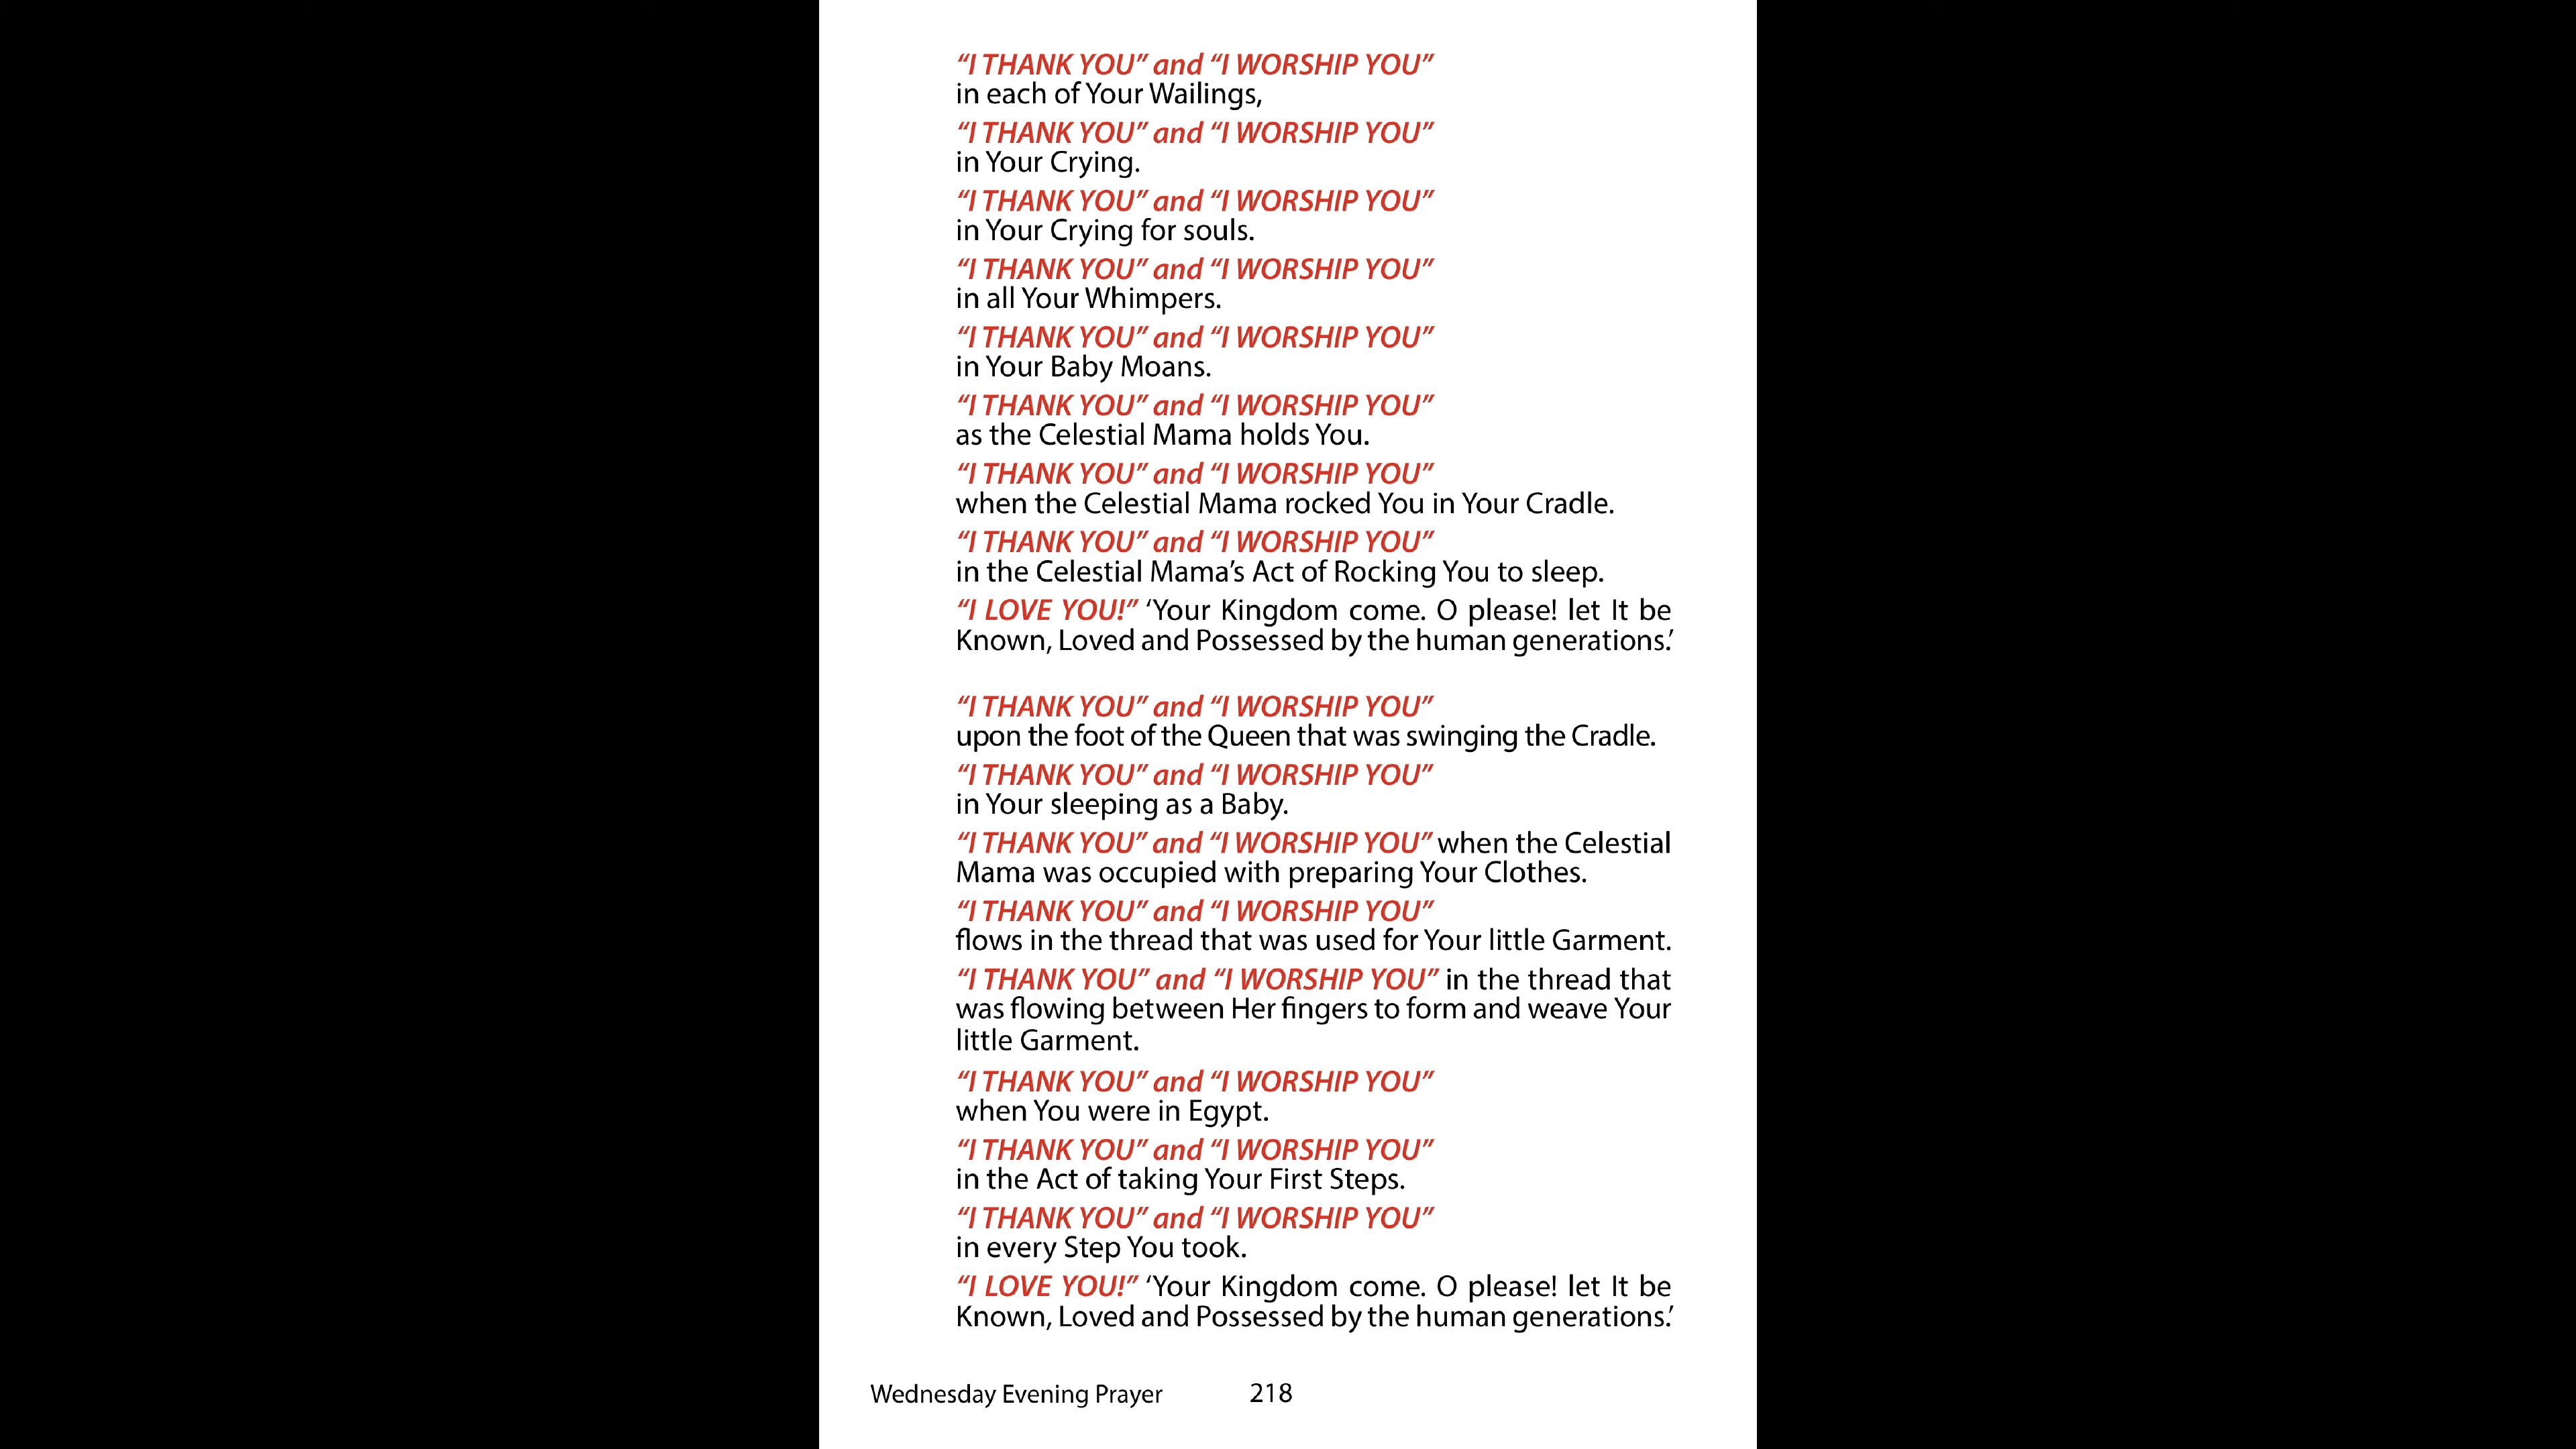 “I THANK YOU” and “I WORSHIP YOU”
in each of Your Wailings,
“I THANK YOU” and “I WORSHIP YOU”
in Your Crying.
“I THANK YOU” and “I WORSHIP YOU”
in Your Crying for souls.
“I THANK YOU” and “I WORSHIP YOU”
in all Your Whimpers.
“I THANK YOU” and “I WORSHIP YOU”
in Your Baby Moans.
“I THANK YOU” and “I WORSHIP YOU”
as the Celestial Mama holds You.
“I THANK YOU” and “I WORSHIP YOU”
when the Celestial Mama rocked You in Your Cradle.
“I THANK YOU” and “I WORSHIP YOU”
in the Celestial Mama’s Act of Rocking You to sleep.
“I LOVE YOU!” ‘Your Kingdom come. O please! let It be
Known, Loved and Possessed by the human generations.’
“I THANK YOU” and “I WORSHIP YOU”
upon the foot of the Queen that was swinging the Cradle.
“I THANK YOU” and “I WORSHIP YOU”
in Your sleeping as a Baby.
“I THANK YOU” and “I WORSHIP YOU” when the Celestial
Mama was occupied with preparing Your Clothes.
“I THANK YOU” and “I WORSHIP YOU”
flows in the thread that was used for Your little Garment.
“I THANK YOU” and “I WORSHIP YOU” in the thread that
was flowing between Her fingers to form and weave Your
little Garment.
“I THANK YOU” and “I WORSHIP YOU”
when You were in Egypt.
“I THANK YOU” and “I WORSHIP YOU”
in the Act of taking Your First Steps.
“I THANK YOU” and “I WORSHIP YOU”
in every Step You took.
“I LOVE YOU!” ‘Your Kingdom come. O please! let It be
Known, Loved and Possessed by the human generations.’
Wednesday Evening Prayer 218